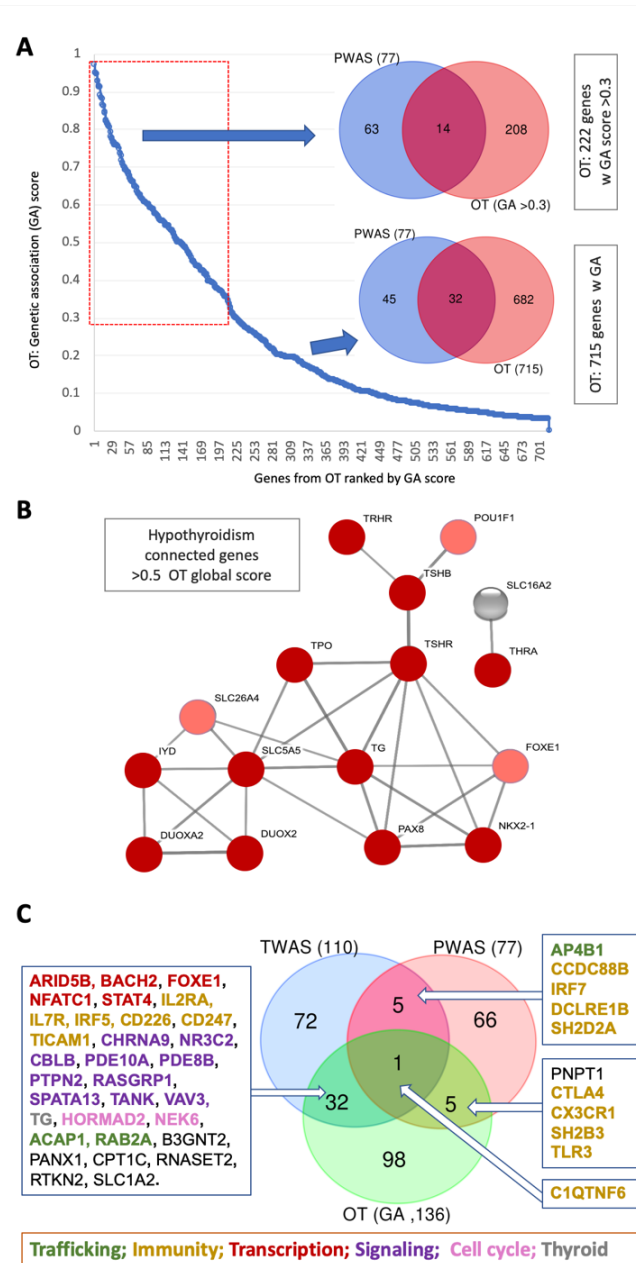 A
1
0.9
0.8
0.7
0.6
0.5
0.4
0.3
0.2
0.1
0
OT: Genetic association (GA) score
1 29 57 85 113 141 169 197 225 253 281 309 337 365 393 421 449 477 505 533 561 589 617 645 673 701
Genes from OT ranked by GA score
PWAS (77)
63 14 208
OT (GA >0.3)
OT: 222 genes
w GA score >0.3
PWAS (77)
45 32 682
OT (715)
OT: 715 genes w GA
B
Hypothyroidism
connected genes
>0.5 OT global score
TRHR
POU1F1
TSHB
SLC16A2
TPO
TSHR
THRA
SLC26A4
IYD
SLC5A5
TG
FOXE1
DUOXA2
DUOX2
PAX8
NKX2-1
C
TWAS (110)
PWAS (77)
72
5
66
1
32
5
98
OT (GA ,136)
ARID5B, BACH2, FOXE1,
NFATC1, STAT4, IL2RA,
IL7R, IRF5, CD226, CD247,
TICAM1, CHRNA9, NR3C2,
CBLB, PDE10A, PDE8B,
PTPN2, RASGRP1,
SPATA13, TANK, VAV3,
TG, HORMAD2, NEK6,
ACAP1, RAB2A, B3GNT2,
PANX1, CPT1C, RNASET2,
RTKN2, SLC1A2.
AP4B1
CCDC88B
IRF7
DCLRE1B
SH2D2A
PNPT1
CTLA4
CX3CR1
SH2B3
TLR3
C1QTNF6
Trafficking; Immunity; Transcription; Signaling; Cell cycle; Thyroid